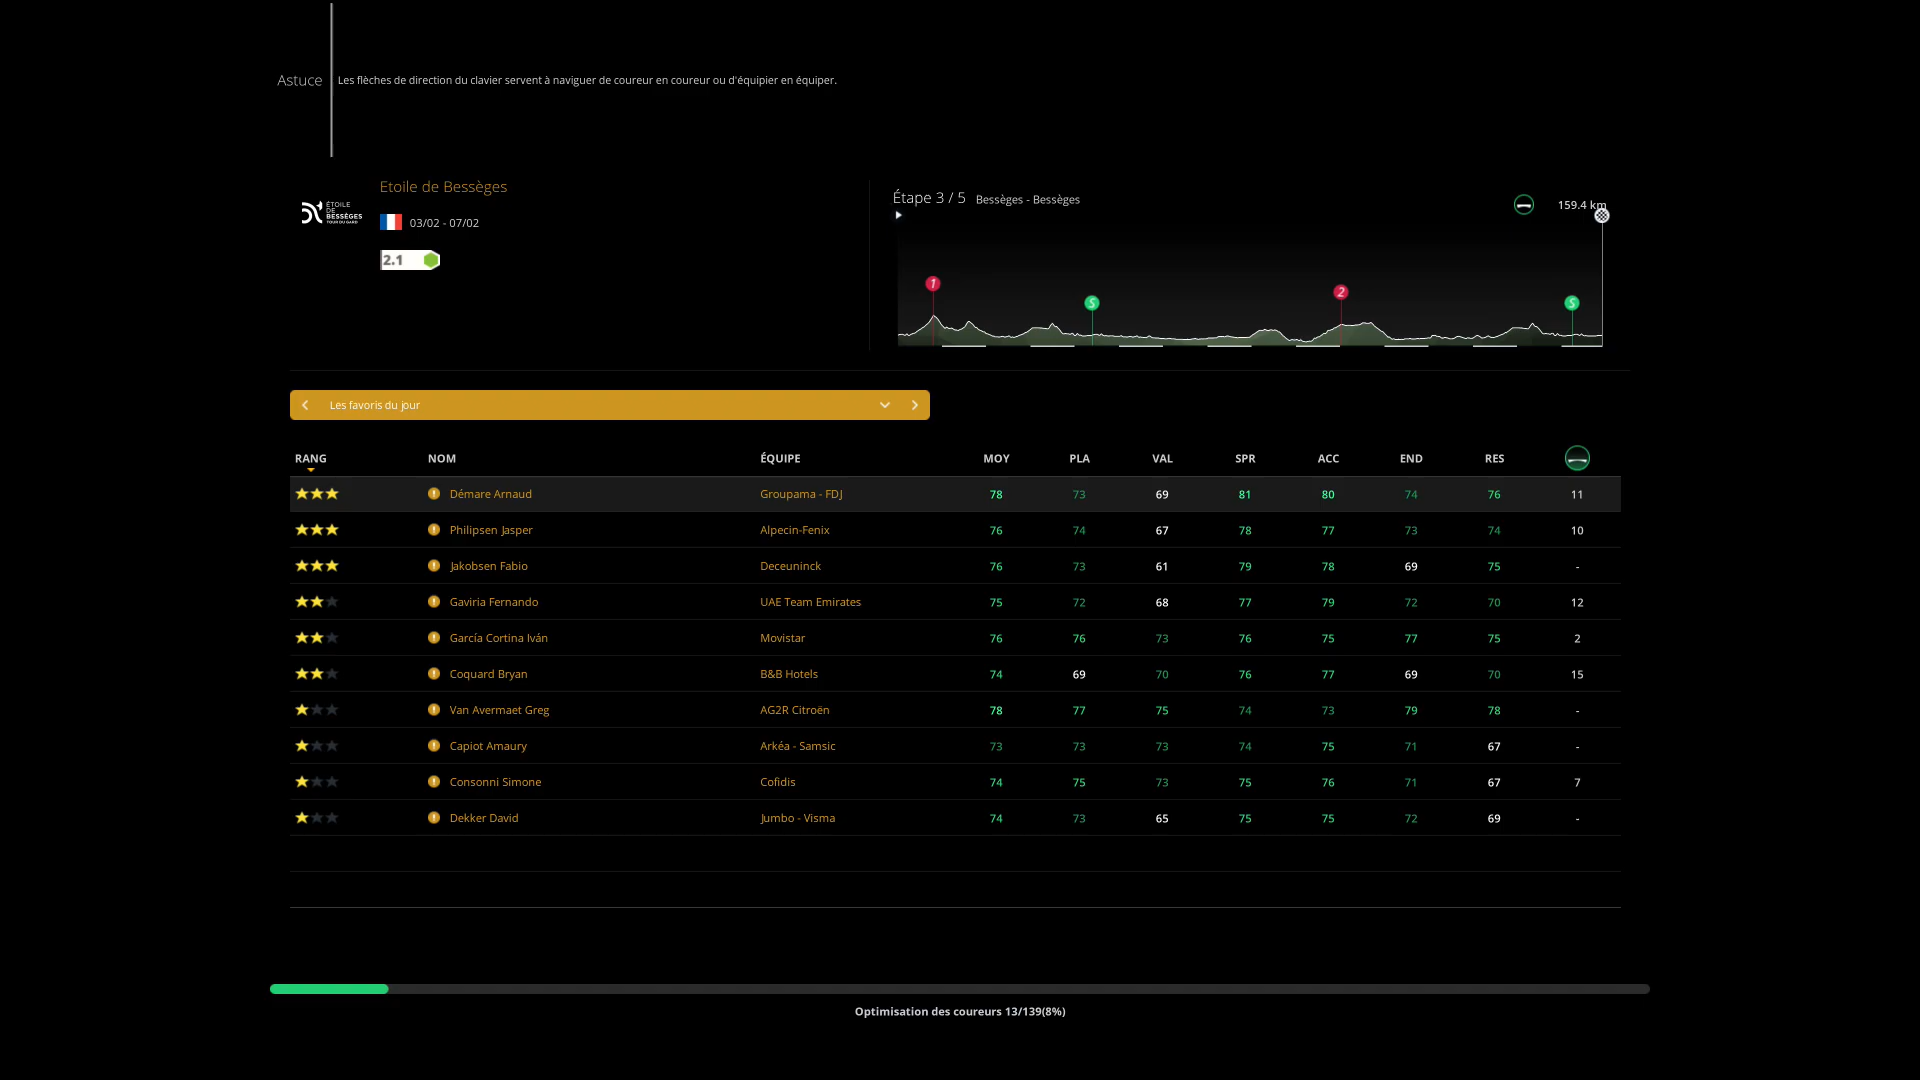 Astuce
Les flèches de direction du clavier servent à naviguer de coureur en coureur ou d'équipier en équiper.
ÉTOILE
DE
BESSÈGES
TOUR DU GARD
Etoile de Bessèges
03/02 - 07/02
2.1
Étape 3 / 5 Bessèges - Bessèges
159.4 km
1
S
2
S
Les favoris du jour
RANG NOM ÉQUIPE MOY PLA VAL SPR ACC END RES
Démare Arnaud Groupama - FDJ 78 73 69 81 80 74 76 11
Philipsen Jasper Alpecin-Fenix 76 74 67 78 77 73 74 10
Jakobsen Fabio Deceuninck 76 73 61 79 78 69 75 -
Gaviria Fernando UAE Team Emirates 75 72 68 77 79 72 70 12
García Cortina Iván Movistar 76 76 73 76 75 77 75 2
Coquard Bryan B&B Hotels 74 69 70 76 77 69 70 15
Van Avermaet Greg AG2R Citroën 78 77 75 74 73 79 78 -
Capiot Amaury Arkéa - Samsic 73 73 73 74 75 71 67 -
Consonni Simone Cofidis 74 75 73 75 76 71 67 7
Dekker David Jumbo - Visma 74 73 65 75 75 72 69 -
Optimisation des coureurs 13/139(8%)